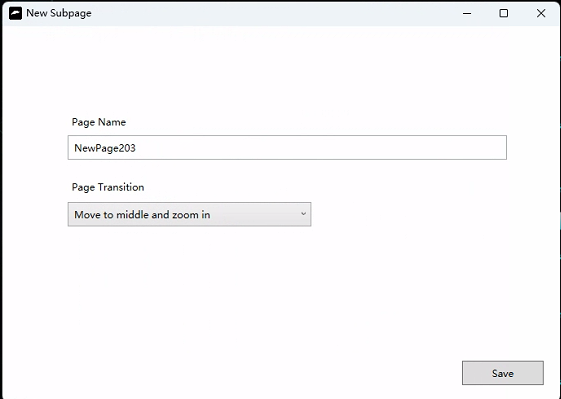 New Subpage
Page Name
NewPage203
Page Transition
Move to middle and zoom in
Save